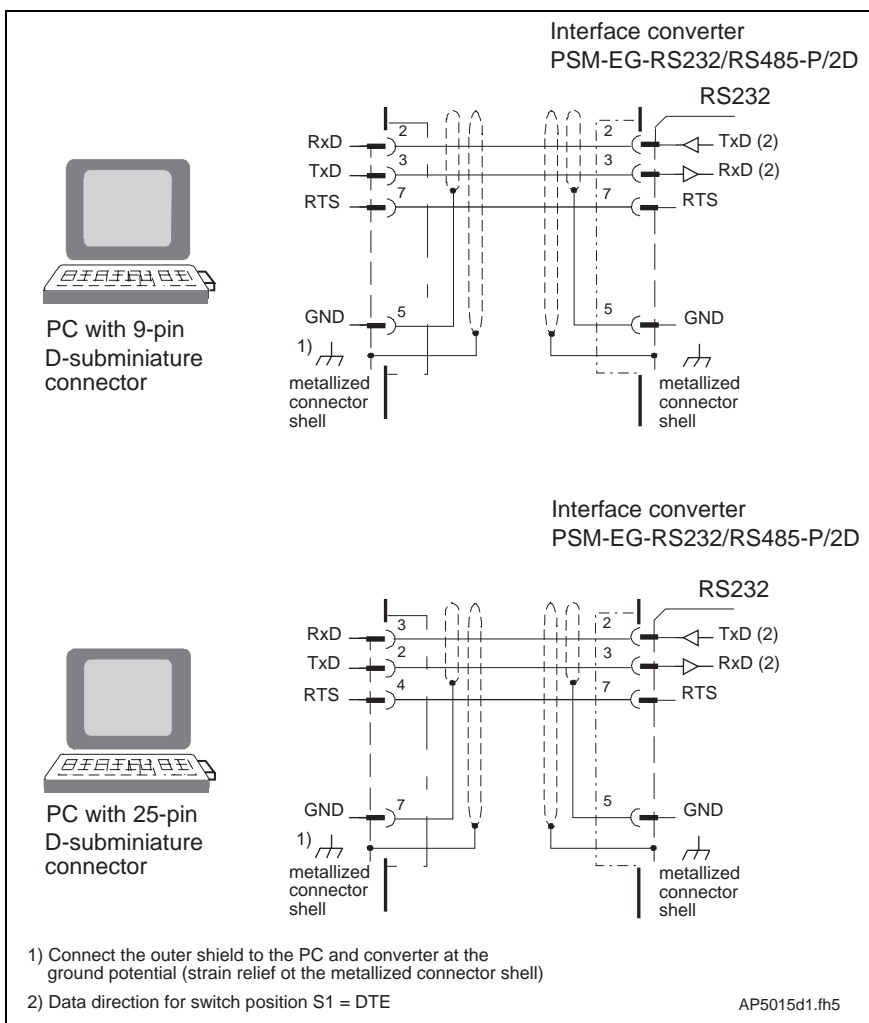 Interface converter
PSM-EG-RS232/RS485-P/2D
RS232
RxD 2 2 TxD (2)
TxD 3 3 RxD (2)
RTS 7 7 RTS
GND 5 5 GND
1)
metallized
connector
shell
metallized
connector
shell
PC with 9-pin
D-subminiature
connector
Interface converter
PSM-EG-RS232/RS485-P/2D
RS232
RxD 3 2 TxD (2)
TxD 2 3 RxD (2)
RTS 4 7 RTS
GND 7 5 GND
1)
metallized
connector
shell
metallized
connector
shell
PC with 25-pin
D-subminiature
connector
1) Connect the outer shield to the PC and converter at the
ground potential (strain relief ot the metallized connector shell)
2) Data direction for switch position S1 = DTE
AP5015d1.fh5